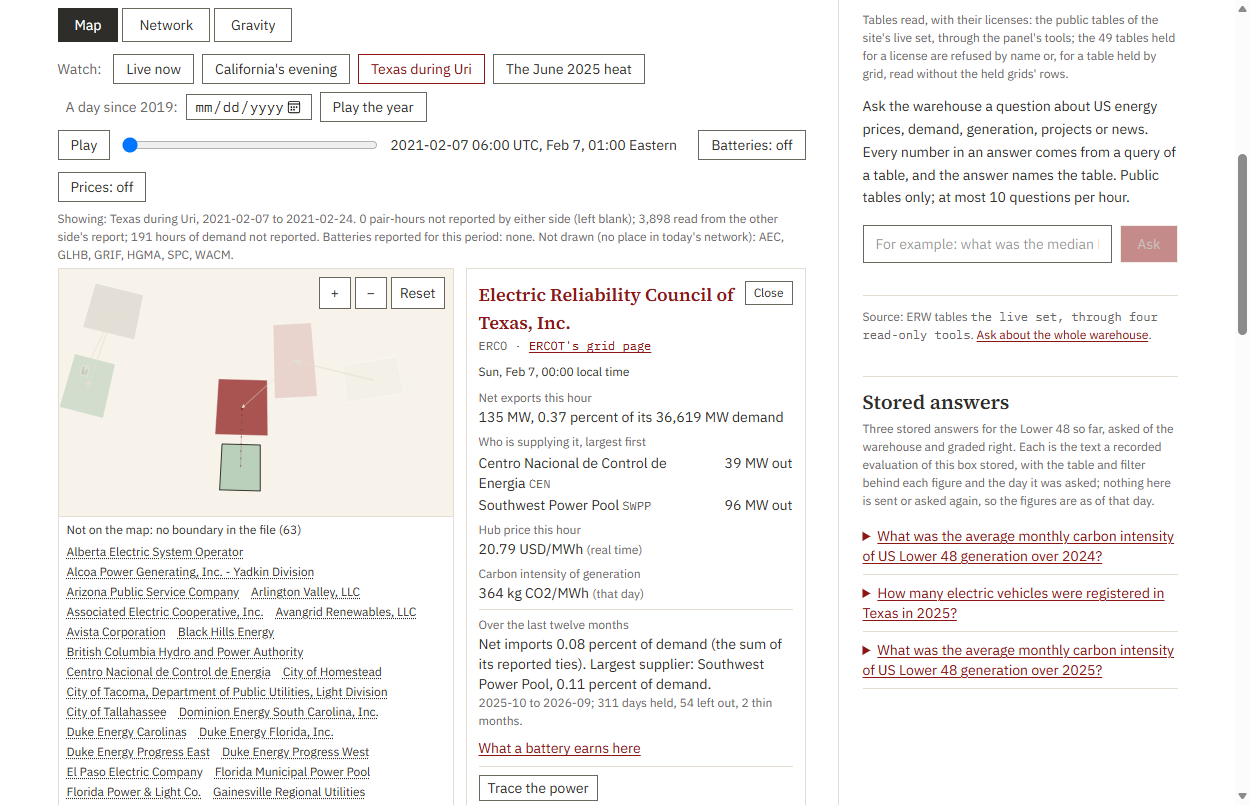 Map Network Gravity
Watch: Live now California's evening Texas during Uri The June 2025 heat
A day since 2019: mm/dd/yyyy Play the year
Play 2021-02-07 06:00 UTC, Feb 7, 01:00 Eastern Batteries: off
Prices: off
Showing: Texas during Uri, 2021-02-07 to 2021-02-24. 0 pair-hours not reported by either side (left blank); 3,898 read from the other
side's report; 191 hours of demand not reported. Batteries reported for this period: none. Not drawn (no place in today's network): AEC,
GLHB, GRIF, HGMA, SPC, WACM.
+ − Reset
Not on the map: no boundary in the file (63)
Alberta Electric System Operator
Alcoa Power Generating, Inc. - Yadkin Division
Arizona Public Service Company Arlington Valley, LLC
Associated Electric Cooperative, Inc. Avangrid Renewables, LLC
Avista Corporation Black Hills Energy
British Columbia Hydro and Power Authority
Centro Nacional de Control de Energia City of Homestead
City of Tacoma, Department of Public Utilities, Light Division
City of Tallahassee Dominion Energy South Carolina, Inc.
Duke Energy Carolinas Duke Energy Florida, Inc.
Duke Energy Progress East Duke Energy Progress West
El Paso Electric Company Florida Municipal Power Pool
Florida Power & Light Co. Gainesville Regional Utilities
Electric Reliability Council of
Texas, Inc.
Close
ERCO · ERCOT's grid page
Sun, Feb 7, 00:00 local time
Net exports this hour
135 MW, 0.37 percent of its 36,619 MW demand
Who is supplying it, largest first
Centro Nacional de Control de
Energia CEN
39 MW out
Southwest Power Pool SWPP 96 MW out
Hub price this hour
20.79 USD/MWh (real time)
Carbon intensity of generation
364 kg CO2/MWh (that day)
Over the last twelve months
Net imports 0.08 percent of demand (the sum of
its reported ties). Largest supplier: Southwest
Power Pool, 0.11 percent of demand.
2025-10 to 2026-09; 311 days held, 54 left out, 2 thin
months.
What a battery earns here
Trace the power
Tables read, with their licenses: the public tables of the
site's live set, through the panel's tools; the 49 tables held
for a license are refused by name or, for a table held by
grid, read without the held grids' rows.
Ask the warehouse a question about US energy
prices, demand, generation, projects or news.
Every number in an answer comes from a query of
a table, and the answer names the table. Public
tables only; at most 10 questions per hour.
For example: what was the median Ask
Source: ERW tables the live set, through four
read-only tools. Ask about the whole warehouse.
Stored answers
Three stored answers for the Lower 48 so far, asked of the
warehouse and graded right. Each is the text a recorded
evaluation of this box stored, with the table and filter
behind each figure and the day it was asked; nothing here
is sent or asked again, so the figures are as of that day.
What was the average monthly carbon intensity
of US Lower 48 generation over 2024?
How many electric vehicles were registered in
Texas in 2025?
What was the average monthly carbon intensity
of US Lower 48 generation over 2025?